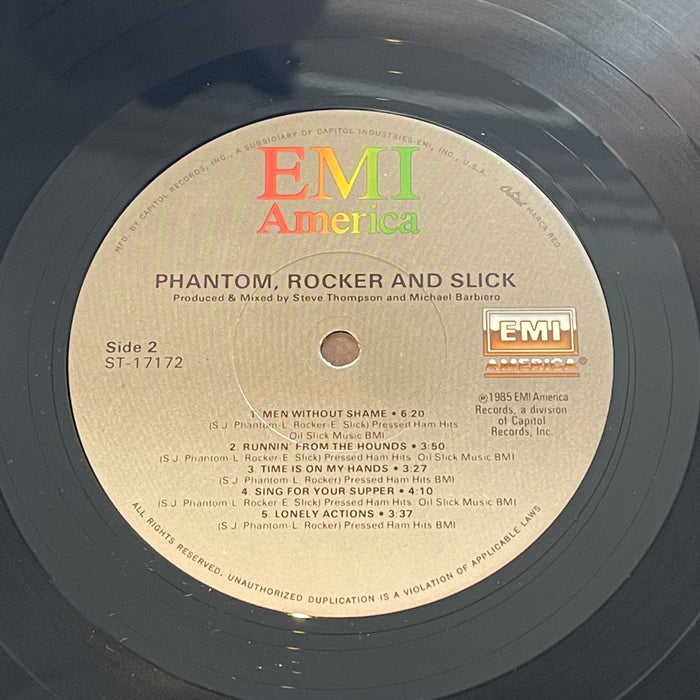 MFD. BY CAPITOL RECORDS, INC., A SUBSIDIARY OF CAPITOL INDUSTRIES-EMI, INC., U.S.A. Capitol MARCA REG.
EMI
America
PHANTOM, ROCKER AND SLICK
Produced & Mixed by Steve Thompson and Michael Barbiero
EMI
AMERICA®
Side 2
ST-17172
℗1985 EMI America
Records, a division
of Capitol
Records, Inc.
1. MEN WITHOUT SHAME • 6:20
(S.J. Phantom-L. Rocker-E. Slick) Pressed Ham Hits
Oil Slick Music BMI
2. RUNNIN' FROM THE HOUNDS • 3:50
(S.J. Phantom-L. Rocker-E. Slick) Pressed Ham Hits Oil Slick Music BMI
3. TIME IS ON MY HANDS • 3:27
(S.J. Phantom-L. Rocker) Pressed Ham Hits BMI
4. SING FOR YOUR SUPPER • 4:10
(S.J. Phantom-L. Rocker-E. Slick) Pressed Ham Hits Oil Slick Music BMI
5. LONELY ACTIONS • 3:37
(S.J. Phantom-L. Rocker) Pressed Ham Hits BMI
ALL RIGHTS RESERVED. UNAUTHORIZED DUPLICATION IS A VIOLATION OF APPLICABLE LAWS